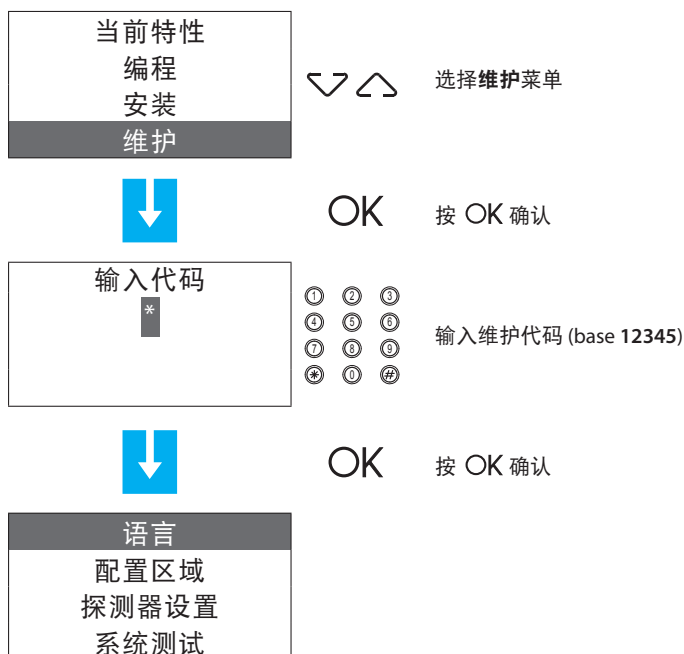 当前特性
编程
安装
维护
选择维护菜单
OK 按 OK 确认
输入代码
*
1 2 3
4 5 6
7 8 9
* 0 #
输入维护代码 (base 12345)
OK 按 OK 确认
语言
配置区域
探测器设置
系统测试